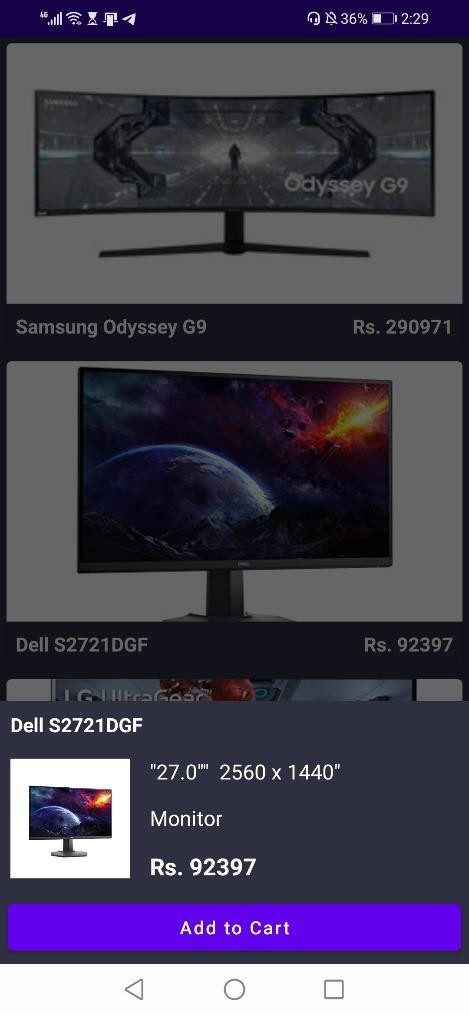 4G 36% 2:29
SAMSUNG
Odyssey G9
Samsung Odyssey G9 Rs. 290971
DELL
Dell S2721DGF Rs. 92397
LG UltraGear
Dell S2721DGF
"27.0"" 2560 x 1440"
Monitor
Rs. 92397
Add to Cart